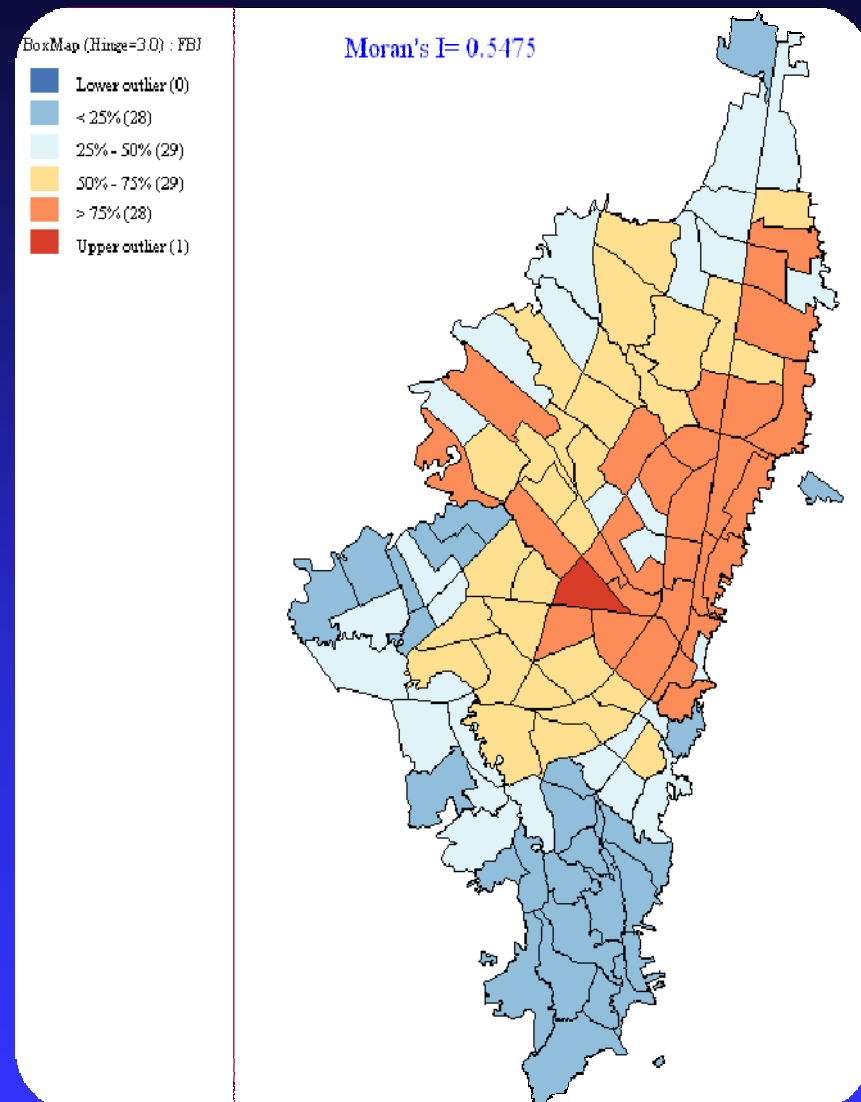 BoxMap (Hinge=3.0) : FBJ
Moran's I= 0.5475
Lower outlier (0)
< 25% (28)
25% - 50% (29)
50% - 75% (29)
> 75% (28)
Upper outlier (1)